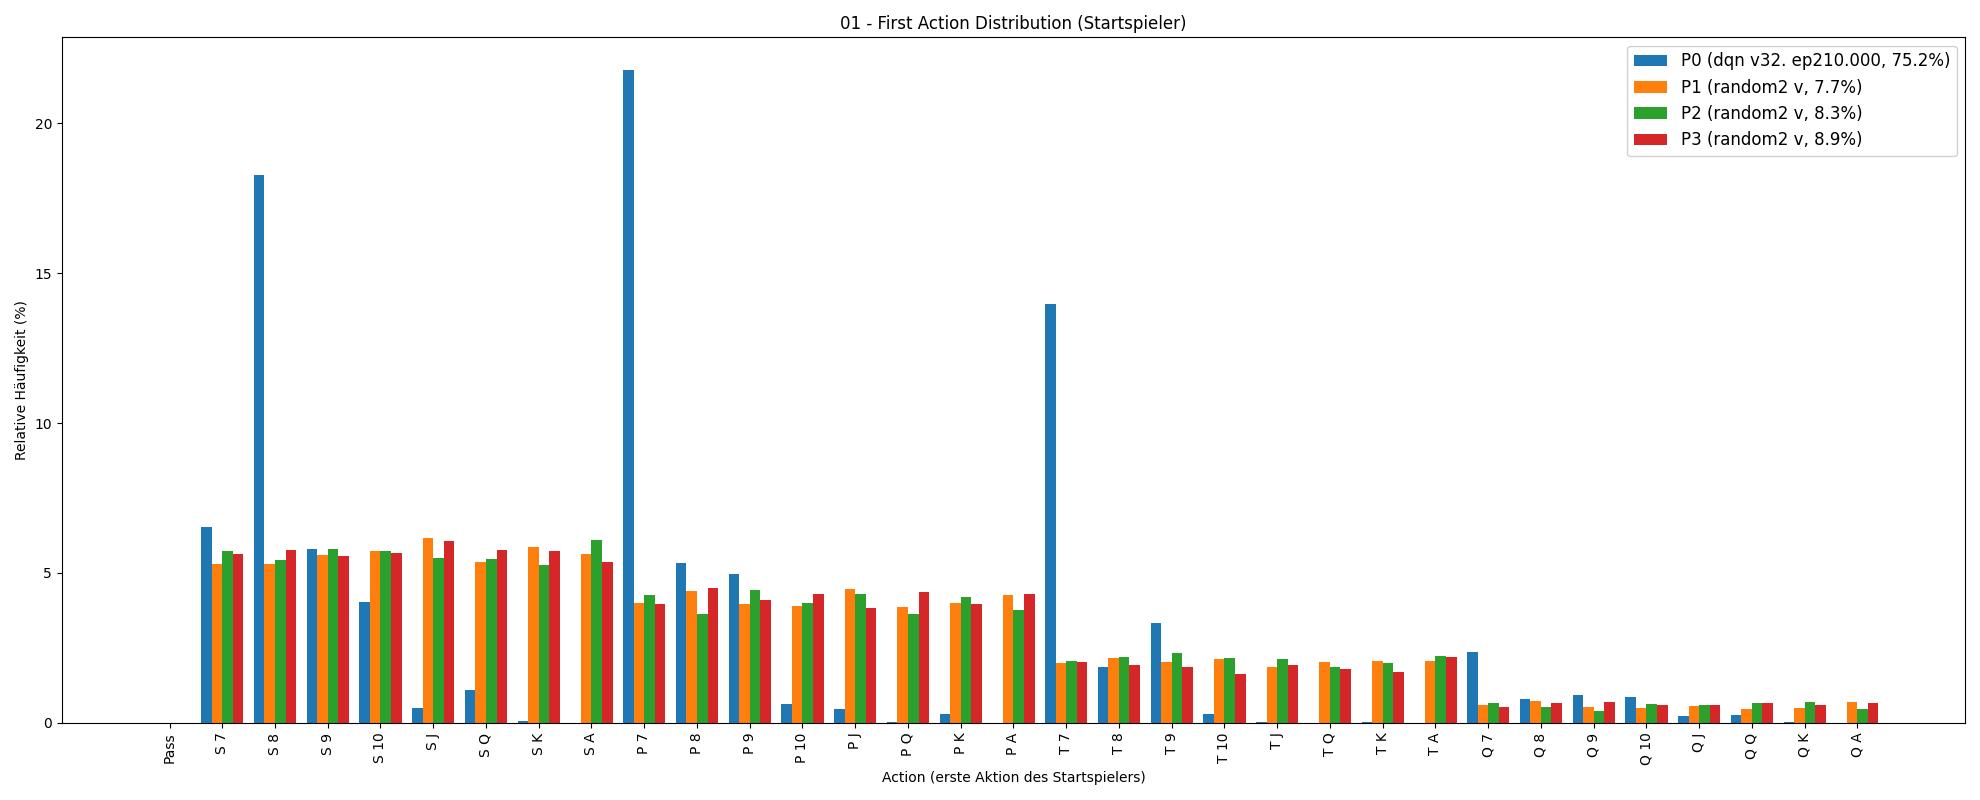 01 - First Action Distribution (Startspieler)
P0 (dqn v32. ep210.000, 75.2%)
P1 (random2 v, 7.7%)
P2 (random2 v, 8.3%)
P3 (random2 v, 8.9%)
Relative Häufigkeit (%)
20
15
10
5
0
Pass
S 7
S 8
S 9
S 10
S J
S Q
S K
S A
P 7
P 8
P 9
P 10
P J
P Q
P K
P A
T 7
T 8
T 9
T 10
T J
T Q
T K
T A
Q 7
Q 8
Q 9
Q 10
Q J
Q Q
Q K
Q A
Action (erste Aktion des Startspielers)